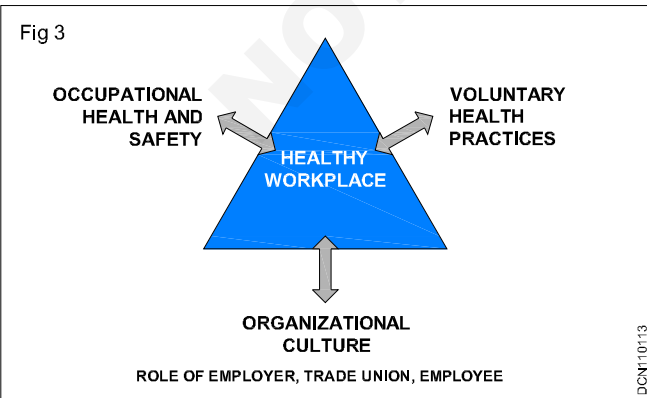 Fig 3
OCCUPATIONAL
HEALTH AND
SAFETY
VOLUNTARY
HEALTH
PRACTICES
HEALTHY
WORKPLACE
ORGANIZATIONAL
CULTURE
ROLE OF EMPLOYER, TRADE UNION, EMPLOYEE
DCN110113